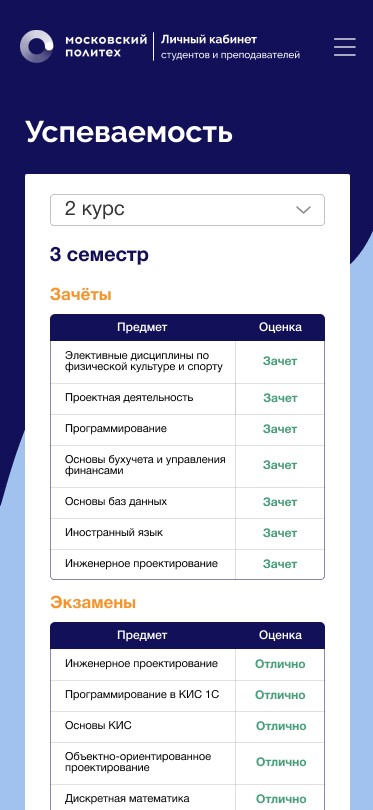 московский
политех
Личный кабинет
студентов и преподавателей
Успеваемость
2 курс
3 семестр
Зачёты
Предмет Оценка
Элективные дисциплины по
физической культуре и спорту
Зачет
Проектная деятельность Зачет
Программирование Зачет
Основы бухучета и управления
финансами
Зачет
Основы баз данных Зачет
Иностранный язык Зачет
Инженерное проектирование Зачет
Экзамены
Предмет Оценка
Инженерное проектирование Отлично
Программирование в КИС 1С Отлично
Основы КИС Отлично
Объектно-ориентированное
проектирование
Отлично
Дискретная математика Отлично